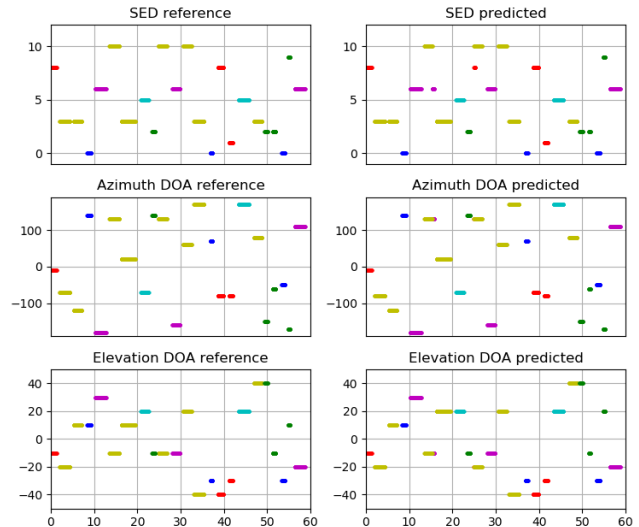 SED reference
SED predicted
10
5
0
10
5
0
Azimuth DOA reference
Azimuth DOA predicted
100
0
−100
100
0
−100
Elevation DOA reference
Elevation DOA predicted
40
20
0
−20
−40
40
20
0
−20
−40
0 10 20 30 40 50 60
0 10 20 30 40 50 60